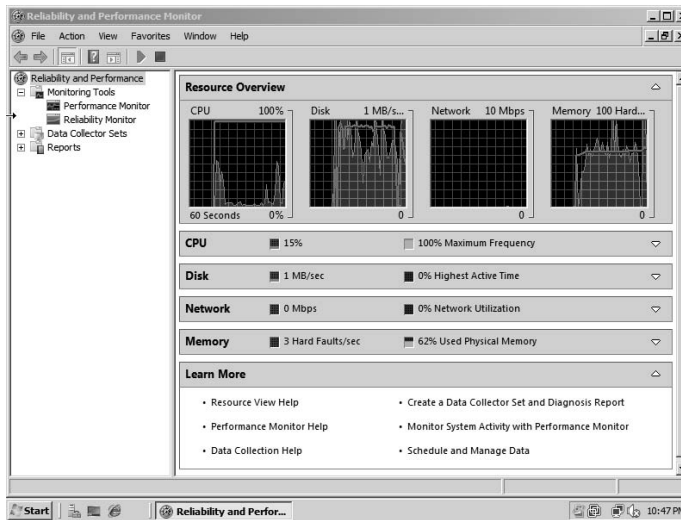 Reliability and Performance Monitor
File Action View Favorites Window Help
Reliability and Performance
Monitoring Tools
Performance Monitor
Reliability Monitor
Data Collector Sets
Reports
Resource Overview
CPU 100% Disk 1 MB/s... Network 10 Mbps Memory 100 Hard...
60 Seconds 0% 0 0 0
CPU 15% 100% Maximum Frequency
Disk 1 MB/sec 0% Highest Active Time
Network 0 Mbps 0% Network Utilization
Memory 3 Hard Faults/sec 62% Used Physical Memory
Learn More
• Resource View Help • Create a Data Collector Set and Diagnosis Report
• Performance Monitor Help • Monitor System Activity with Performance Monitor
• Data Collection Help • Schedule and Manage Data
Start Reliability and Perfor... 10:47 PM